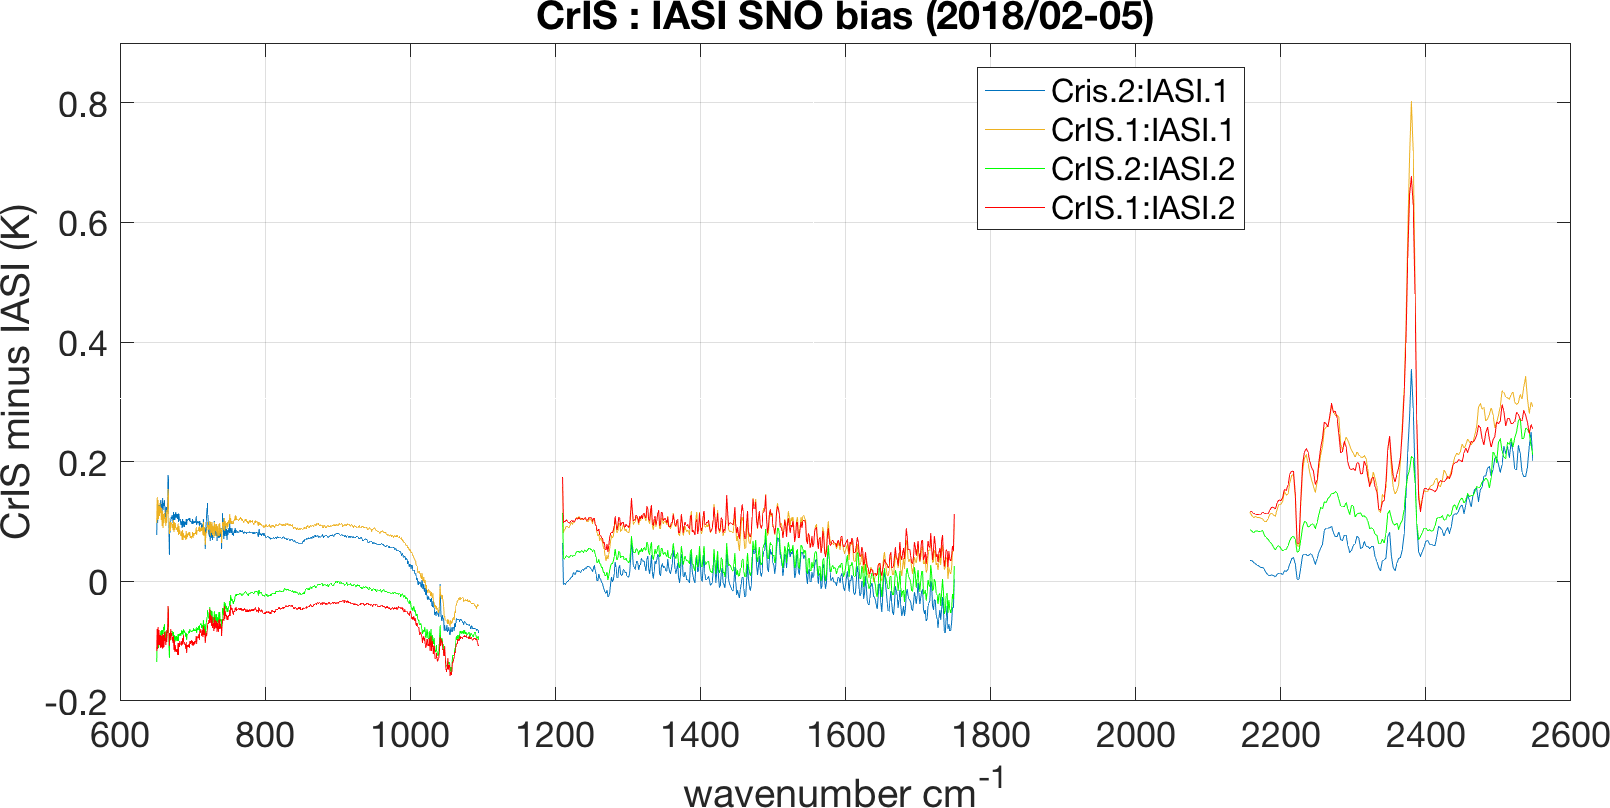 CrIS : IASI SNO bias (2018/02-05)
Cris.2:IASI.1
CrIS.1:IASI.1
CrIS.2:IASI.2
CrIS.1:IASI.2
CrIS minus IASI (K)
0.8
0.6
0.4
0.2
0
-0.2
600 800 1000 1200 1400 1600 1800 2000 2200 2400 2600
wavenumber cm-1